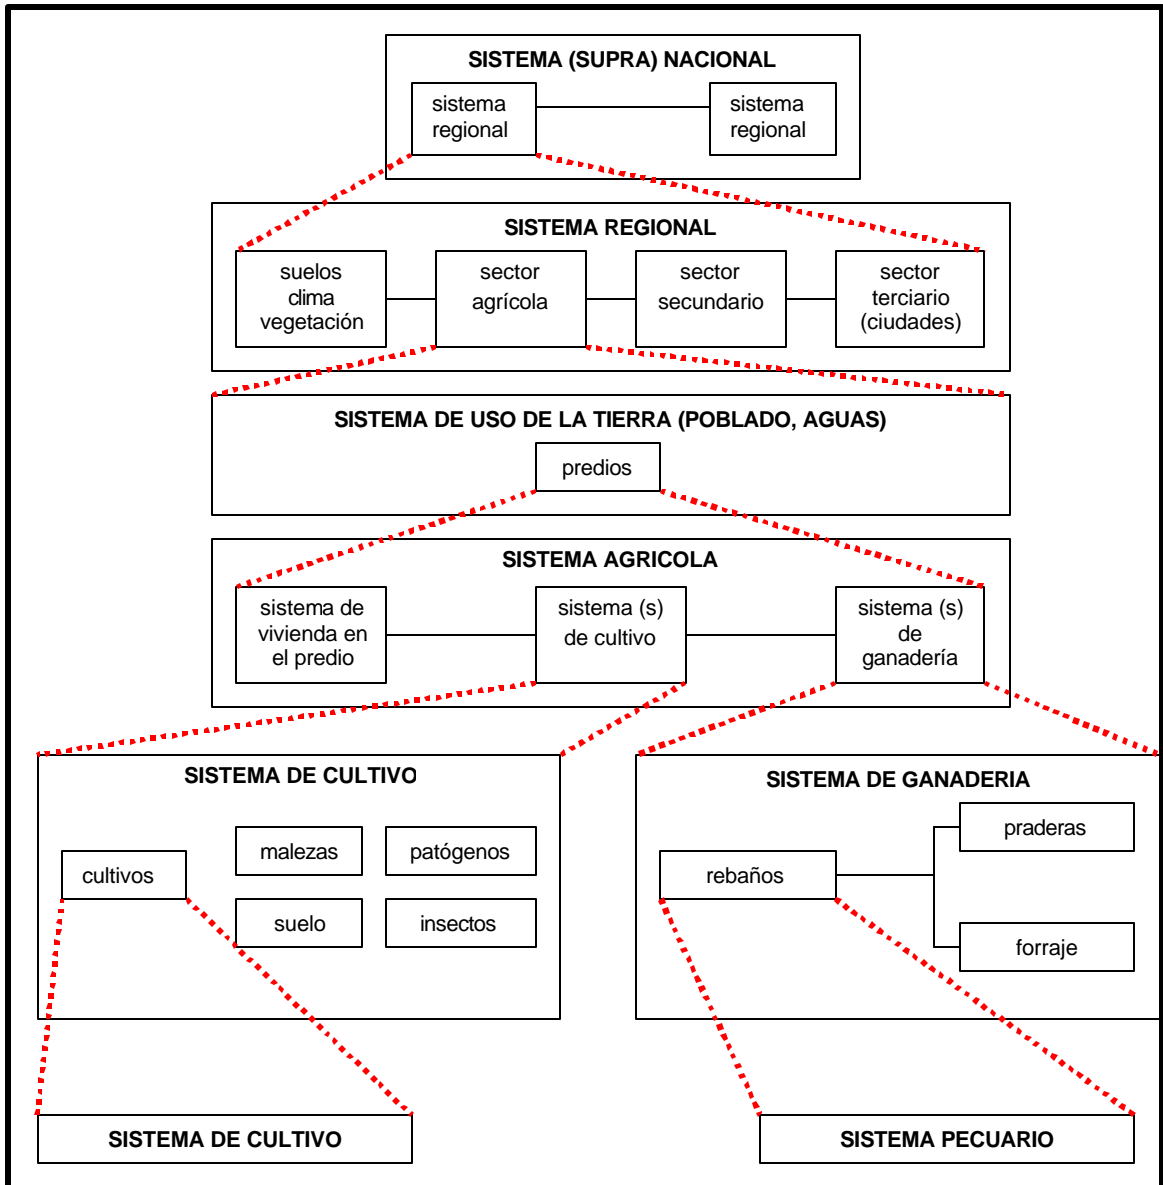 SISTEMA (SUPRA) NACIONAL
sistema
regional
sistema
regional
SISTEMA REGIONAL
suelos
clima
vegetación
sector
agrícola
sector
secundario
sector
terciario
(ciudades)
SISTEMA DE USO DE LA TIERRA (POBLADO, AGUAS)
predios
SISTEMA AGRICOLA
sistema de
vivienda en
el predio
sistema (s)
de cultivo
sistema (s)
de
ganadería
SISTEMA DE CULTIVO
cultivos
malezas
patógenos
suelo
insectos
SISTEMA DE GANADERIA
rebaños
praderas
forraje
SISTEMA DE CULTIVO
SISTEMA PECUARIO